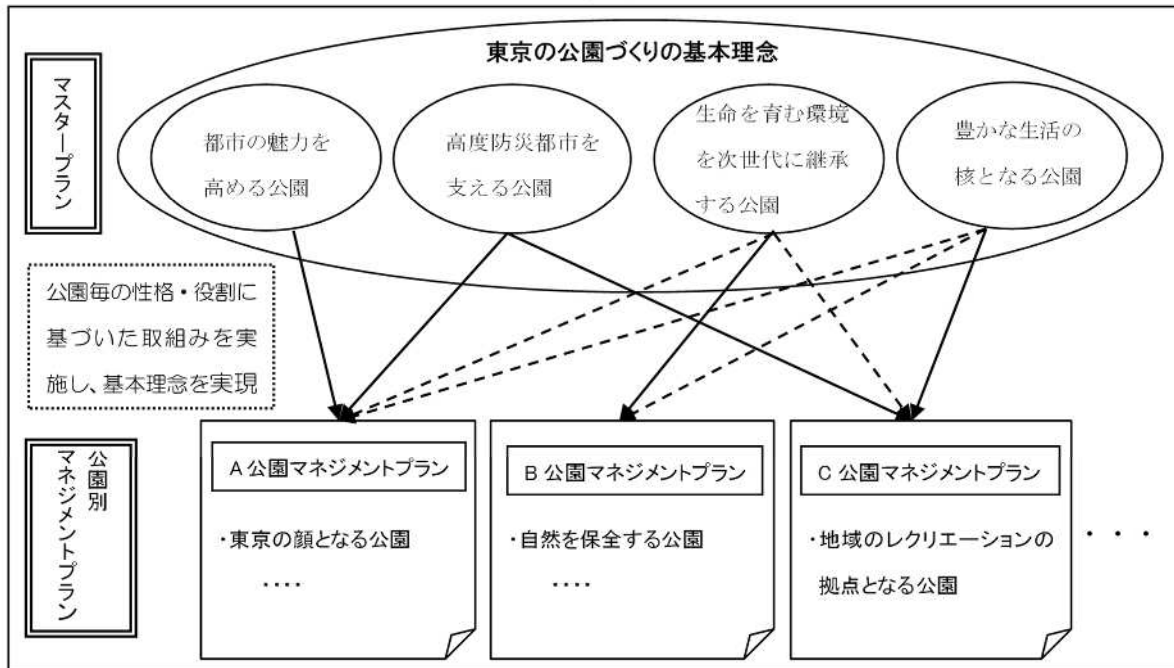 東京の公園づくりの基本理念
マスタープラン
都市の魅力を
高める公園
高度防災都市を
支える公園
生命を育む環境
を次世代に継承
する公園
豊かな生活の
核となる公園
公園毎の性格・役割に
基づいた取組みを実
施し、基本理念を実現
公園別
マネジメントプラン
A公園マネジメントプラン
・東京の顔となる公園
‥‥
B公園マネジメントプラン
・自然を保全する公園
‥‥
C公園マネジメントプラン
・地域のレクリエーションの
拠点となる公園
・・・